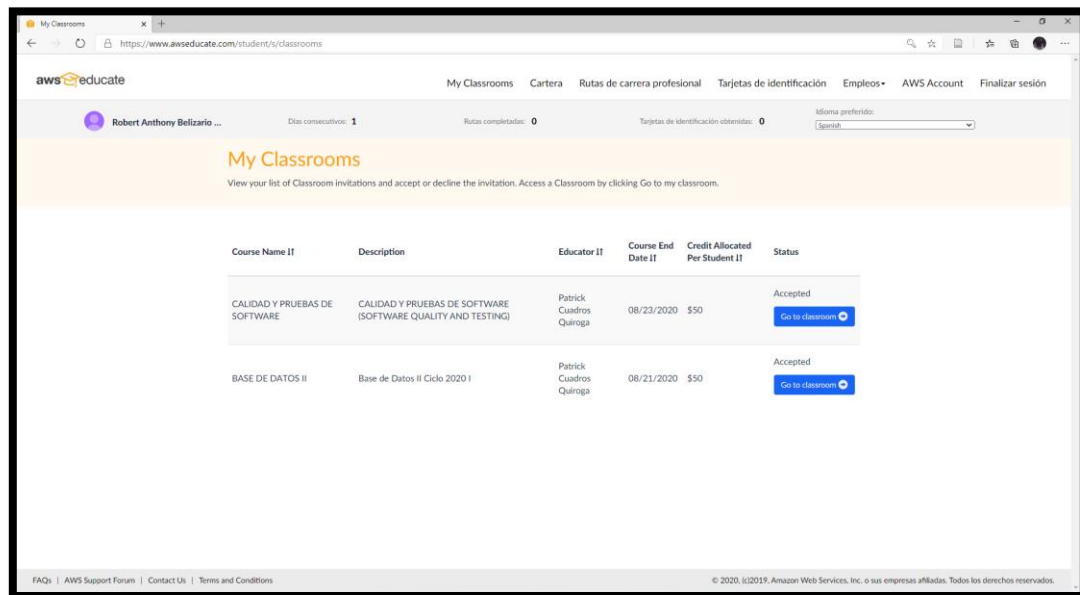 My Classrooms
https://www.awseducate.com/student/s/classrooms
aws educate
My Classrooms Cartera Rutas de carrera profesional Tarjetas de identificación Empleos AWS Account Finalizar sesión
Robert Anthony Belizario ... Días consecutivos: 1 Rutas completadas: 0 Tarjetas de identificación obtenidas: 0 Idioma preferido:
Spanish
My Classrooms
View your list of Classroom invitations and accept or decline the invitation. Access a Classroom by clicking Go to my classroom.
Course Name Description Educator Course End Date Credit Allocated Per Student Status
CALIDAD Y PRUEBAS DE SOFTWARE
CALIDAD Y PRUEBAS DE SOFTWARE
(SOFTWARE QUALITY AND TESTING)
Patrick
Cuadros
Quiroga
08/23/2020 $50
Accepted
Go to classroom
BASE DE DATOS II Base de Datos II Ciclo 2020 I
Patrick
Cuadros
Quiroga
08/21/2020 $50
Accepted
Go to classroom
FAQs | AWS Support Forum | Contact Us | Terms and Conditions © 2020, (c)2019, Amazon Web Services, Inc. o sus empresas afiliadas. Todos los derechos reservados.